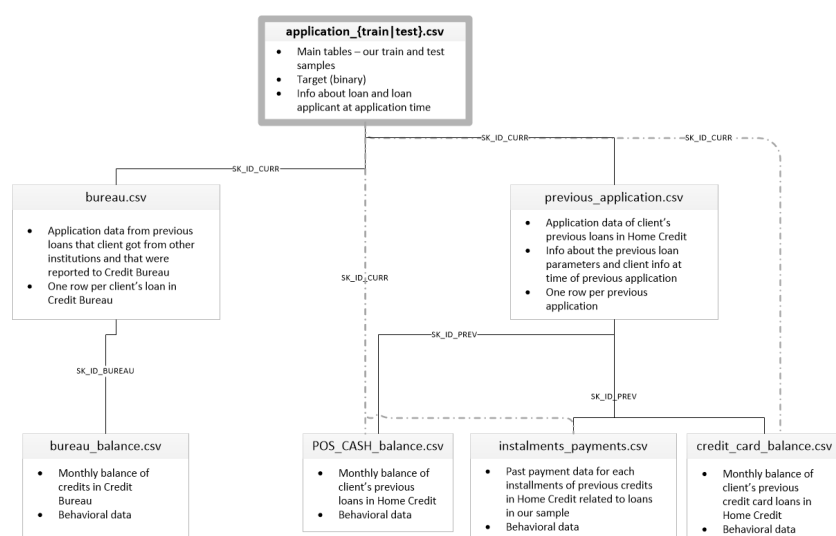 application_{train|test}.csv
• Main tables – our train and test
samples
• Target (binary)
• Info about loan and loan
applicant at application time
SK_ID_CURR
SK_ID_CURR
SK_ID_CURR
bureau.csv
• Application data from previous
loans that client got from other
institutions and that were
reported to Credit Bureau
• One row per client's loan in
Credit Bureau
previous_application.csv
• Application data of client's
previous loans in Home Credit
• Info about the previous loan
parameters and client info at
time of previous application
• One row per previous
application
SK_ID_CURR
SK_ID_PREV
SK_ID_BUREAU
SK_ID_PREV
bureau_balance.csv
• Monthly balance of
credits in Credit
Bureau
• Behavioral data
POS_CASH_balance.csv
• Monthly balance of
client's previous
loans in Home Credit
• Behavioral data
instalments_payments.csv
• Past payment data for each
installments of previous credits
in Home Credit related to loans
in our sample
• Behavioral data
credit_card_balance.csv
• Monthly balance of
client's previous
credit card loans in
Home Credit
• Behavioral data